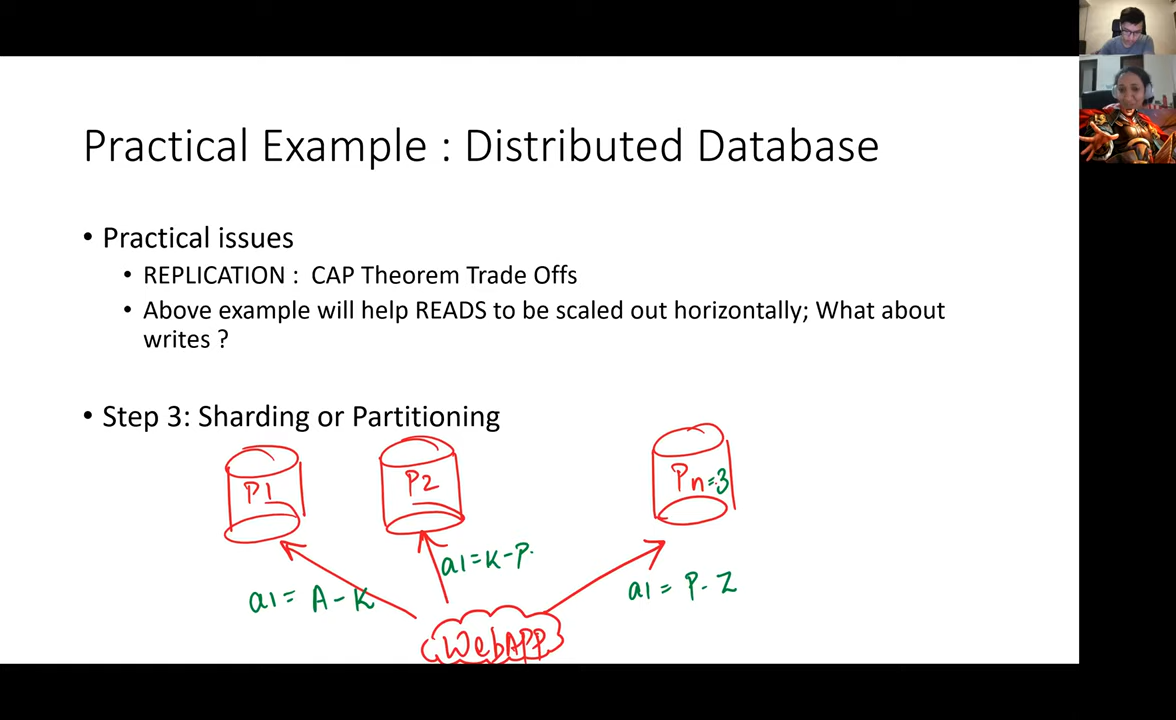 Practical Example : Distributed Database
• Practical issues
• REPLICATION : CAP Theorem Trade Offs
• Above example will help READS to be scaled out horizontally; What about
writes ?
• Step 3: Sharding or Partitioning
P1
P2
Pn=3
a1=K-P.
a1= A-K
a1= P-Z
WebAPP